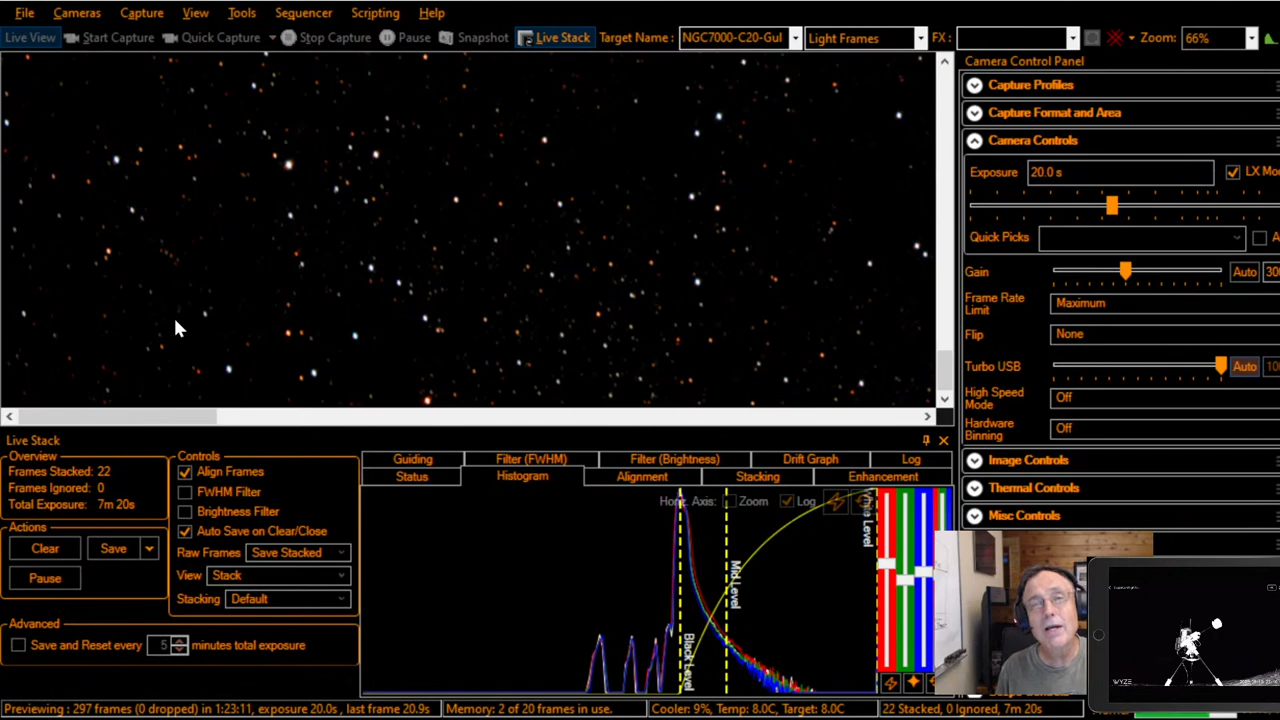 File Cameras Capture View Tools Sequencer Scripting Help
Live View Start Capture Quick Capture Stop Capture Pause Snapshot Live Stack Target Name : NGC7000-C20-Gul Light Frames FX : Zoom: 66%
Camera Control Panel
Capture Profiles
Capture Format and Area
Camera Controls
Exposure 20.0 s LX Mo
Quick Picks A
Gain Auto 30
Frame Rate Limit Maximum
Flip None
Turbo USB Auto 10
High Speed Mode Off
Hardware Binning Off
Image Controls
Thermal Controls
Misc Controls
Live Stack
Overview
Frames Stacked: 22
Frames Ignored: 0
Total Exposure: 7m 20s
Actions
Clear Save
Pause
Controls
Align Frames
FWHM Filter
Brightness Filter
Auto Save on Clear/Close
Raw Frames Save Stacked
View Stack
Stacking Default
Advanced
Save and Reset every 5 minutes total exposure
Guiding Filter (FWHM) Filter (Brightness) Drift Graph Log
Status Histogram Alignment Stacking Enhancement
Axis: Zoom Log
Black Level
Mid Level
White Level
WYZE
Previewing : 297 frames (0 dropped) in 1:23:11, exposure 20.0s , last frame 20.9s Memory: 2 of 20 frames in use. Cooler: 9%, Temp: 8.0C, Target: 8.0C 22 Stacked, 0 Ignored, 7m 20s